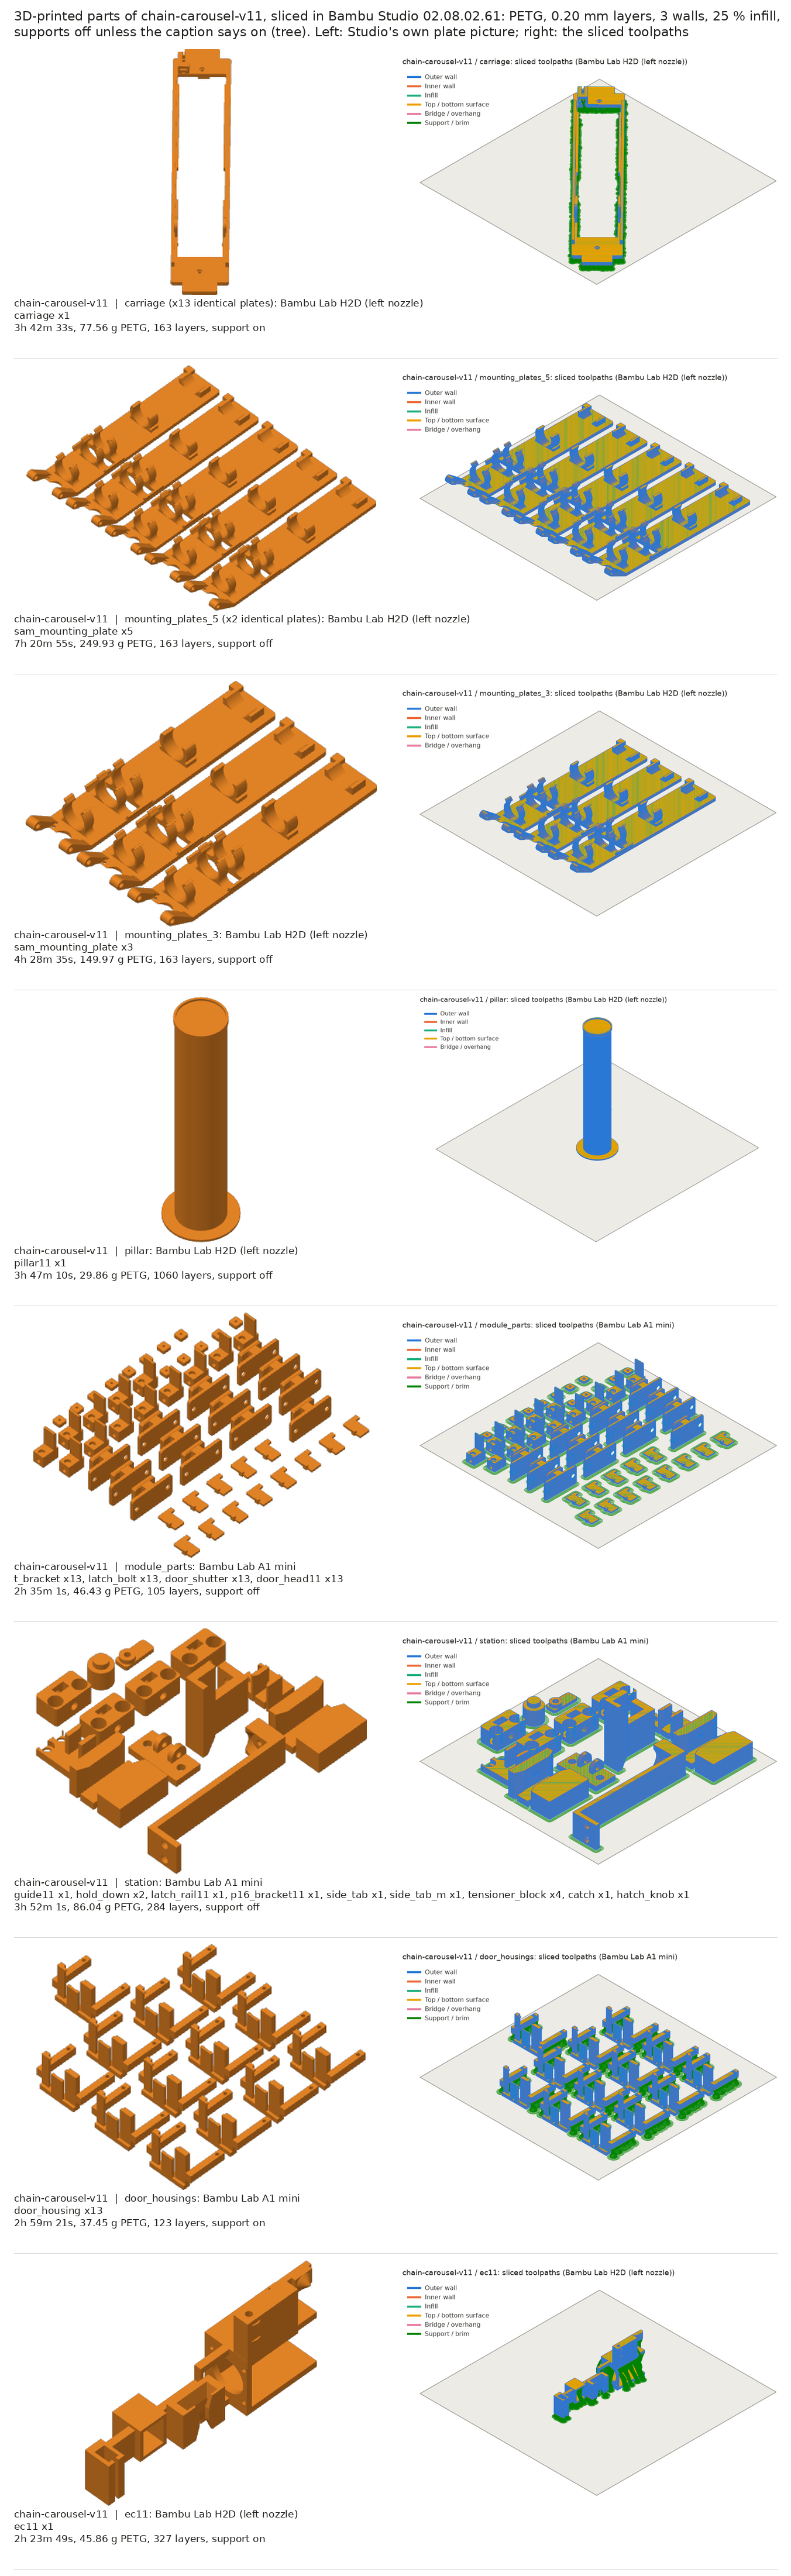 3D-printed parts of chain-carousel-v11, sliced in Bambu Studio 02.08.02.61: PETG, 0.20 mm layers, 3 walls, 25 % infill,
supports off unless the caption says on (tree). Left: Studio's own plate picture; right: the sliced toolpaths
chain-carousel-v11 / carriage: sliced toolpaths (Bambu Lab H2D (left nozzle))
Outer wall
Inner wall
Infill
Top / bottom surface
Bridge / overhang
Support / brim
chain-carousel-v11 | carriage (x13 identical plates): Bambu Lab H2D (left nozzle)
carriage x1
3h 42m 33s, 77.56 g PETG, 163 layers, support on
chain-carousel-v11 / mounting_plates_5: sliced toolpaths (Bambu Lab H2D (left nozzle))
Outer wall
Inner wall
Infill
Top / bottom surface
Bridge / overhang
chain-carousel-v11 | mounting_plates_5 (x2 identical plates): Bambu Lab H2D (left nozzle)
sam_mounting_plate x5
7h 20m 55s, 249.93 g PETG, 163 layers, support off
chain-carousel-v11 / mounting_plates_3: sliced toolpaths (Bambu Lab H2D (left nozzle))
Outer wall
Inner wall
Infill
Top / bottom surface
Bridge / overhang
chain-carousel-v11 | mounting_plates_3: Bambu Lab H2D (left nozzle)
sam_mounting_plate x3
4h 28m 35s, 149.97 g PETG, 163 layers, support off
chain-carousel-v11 / pillar: sliced toolpaths (Bambu Lab H2D (left nozzle))
Outer wall
Inner wall
Infill
Top / bottom surface
Bridge / overhang
chain-carousel-v11 | pillar: Bambu Lab H2D (left nozzle)
pillar11 x1
3h 47m 10s, 29.86 g PETG, 1060 layers, support off
chain-carousel-v11 / module_parts: sliced toolpaths (Bambu Lab A1 mini)
Outer wall
Inner wall
Infill
Top / bottom surface
Bridge / overhang
Support / brim
chain-carousel-v11 | module_parts: Bambu Lab A1 mini
t_bracket x13, latch_bolt x13, door_shutter x13, door_head11 x13
2h 35m 1s, 46.43 g PETG, 105 layers, support off
chain-carousel-v11 / station: sliced toolpaths (Bambu Lab A1 mini)
Outer wall
Inner wall
Infill
Top / bottom surface
Bridge / overhang
Support / brim
chain-carousel-v11 | station: Bambu Lab A1 mini
guide11 x1, hold_down x2, latch_rail11 x1, p16_bracket11 x1, side_tab x1, side_tab_m x1, tensioner_block x4, catch x1, hatch_knob x1
3h 52m 1s, 86.04 g PETG, 284 layers, support off
chain-carousel-v11 / door_housings: sliced toolpaths (Bambu Lab A1 mini)
Outer wall
Inner wall
Infill
Top / bottom surface
Bridge / overhang
Support / brim
chain-carousel-v11 | door_housings: Bambu Lab A1 mini
door_housing x13
2h 59m 21s, 37.45 g PETG, 123 layers, support on
chain-carousel-v11 / ec11: sliced toolpaths (Bambu Lab H2D (left nozzle))
Outer wall
Inner wall
Infill
Top / bottom surface
Bridge / overhang
Support / brim
chain-carousel-v11 | ec11: Bambu Lab H2D (left nozzle)
ec11 x1
2h 23m 49s, 45.86 g PETG, 327 layers, support on